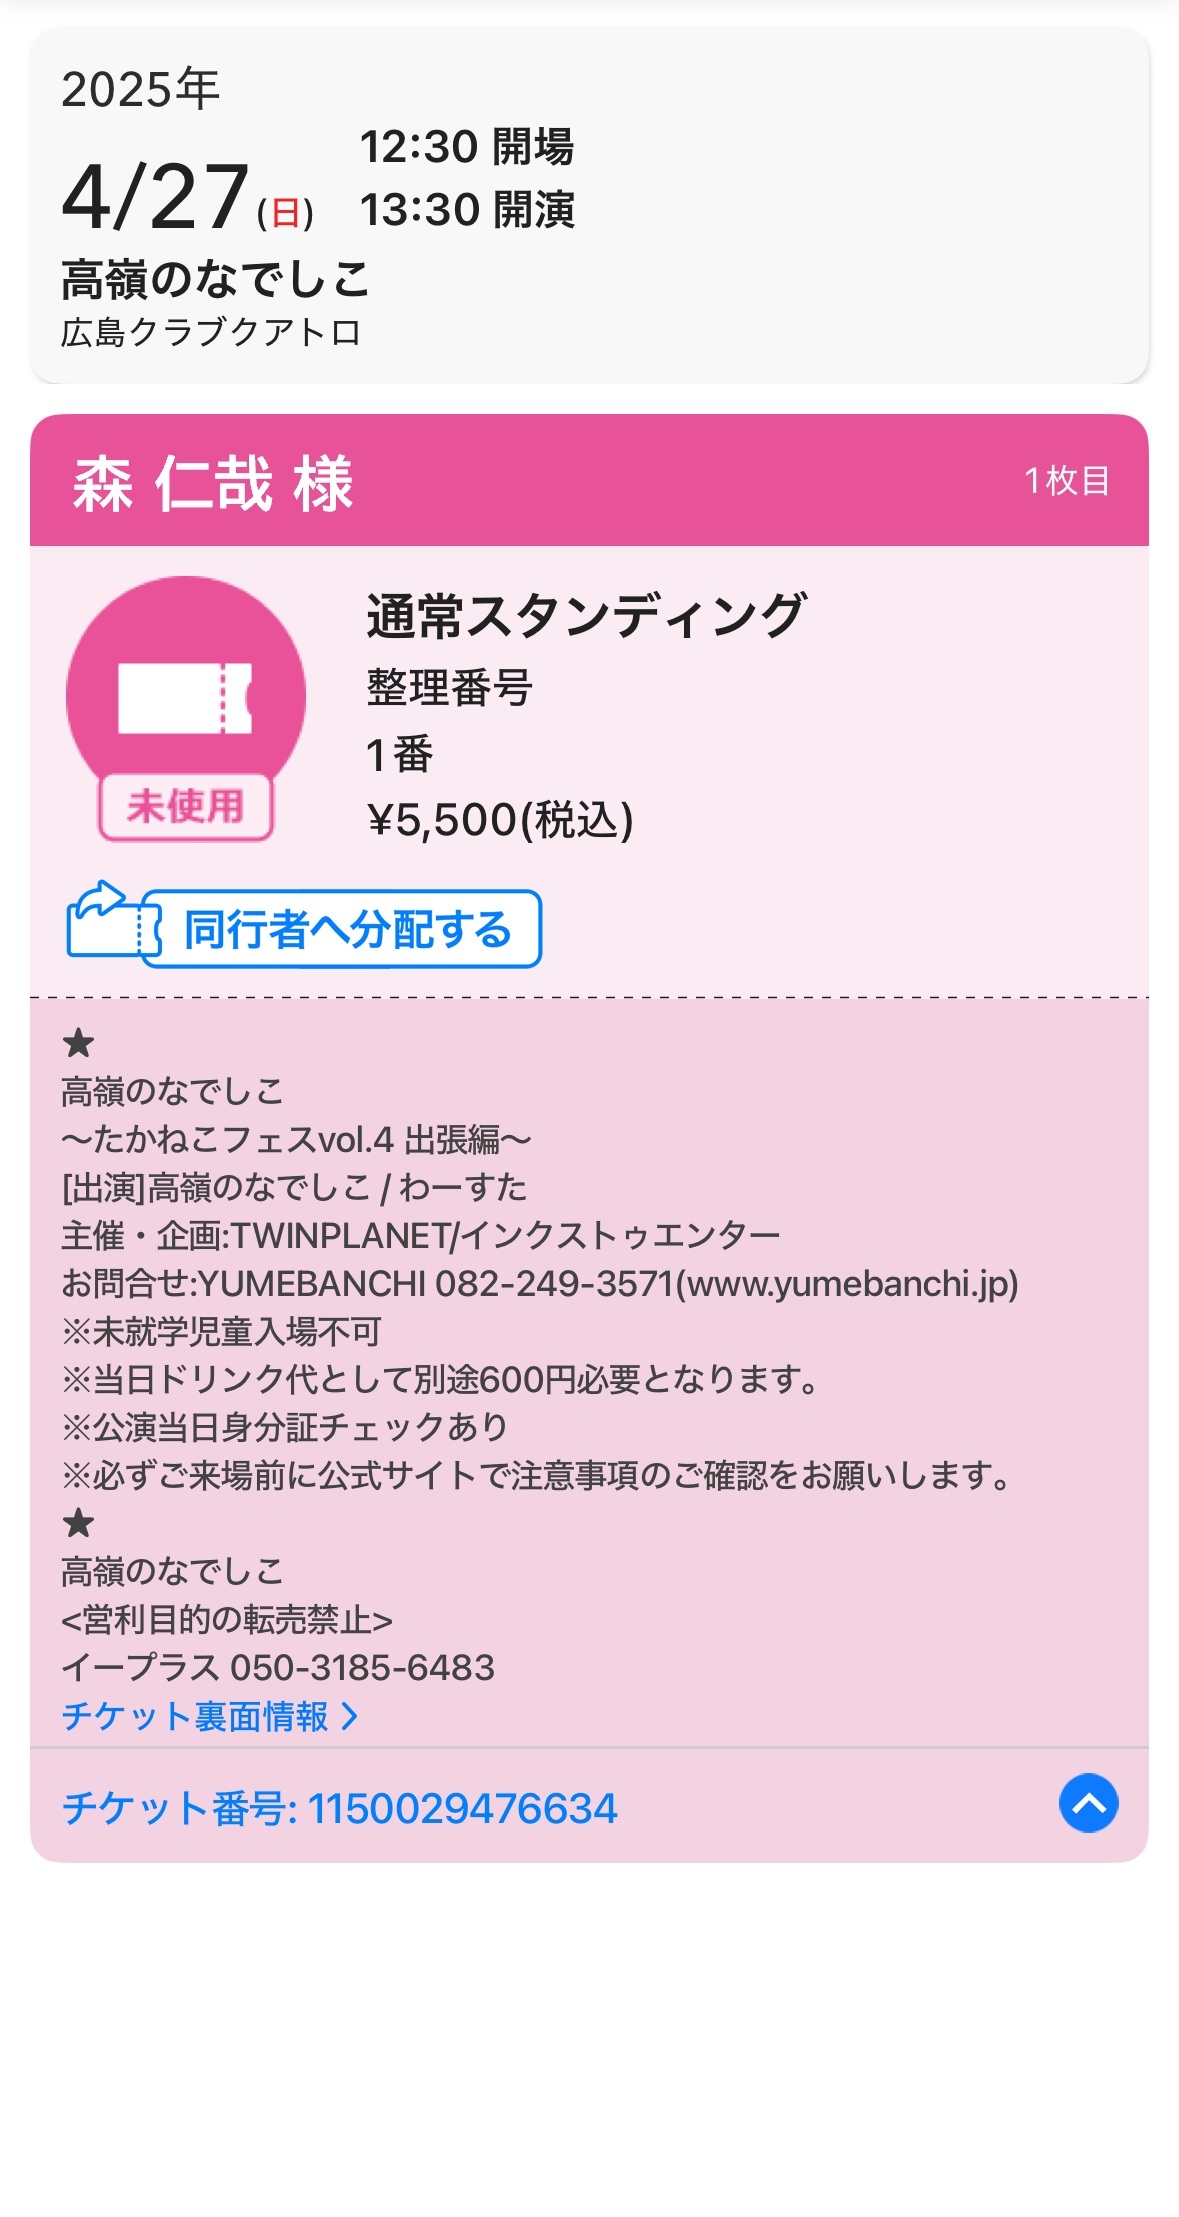 2025年
4/27(日)
12:30 開場
13:30 開演
高嶺のなでしこ
広島クラブクアトロ
森 仁哉 様
1枚目
通常スタンディング
整理番号
1番
¥5,500(税込)
未使用
同行者へ分配する
★
高嶺のなでしこ
〜たかねこフェスvol.4 出張編〜
[出演]高嶺のなでしこ / わーすた
主催・企画:TWINPLANET/インクストゥエンター
お問合せ:YUMEBANCHI 082-249-3571(www.yumebanchi.jp)
※未就学児童入場不可
※当日ドリンク代として別途600円必要となります。
※公演当日身分証チェックあり
※必ずご来場前に公式サイトで注意事項のご確認をお願いします。
★
高嶺のなでしこ
<営利目的の転売禁止>
イープラス 050-3185-6483
チケット裏面情報 >
チケット番号: 1150029476634